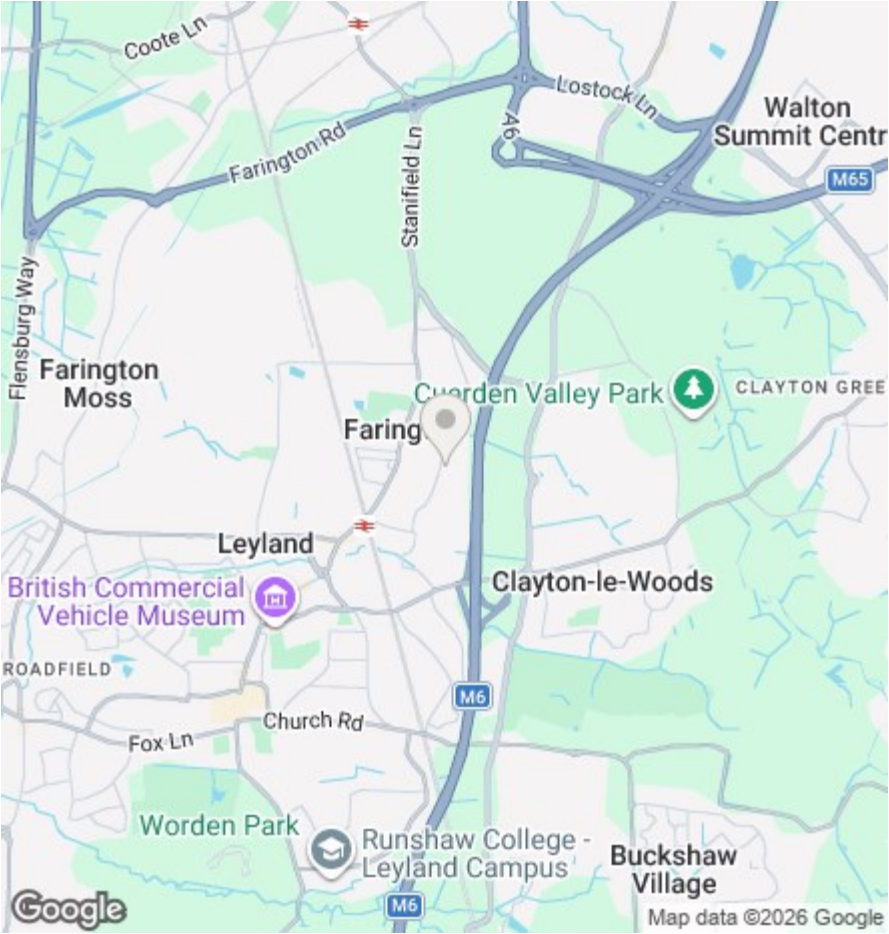 Coote Ln
Lostock Ln
Walton
Summit Centr
A6
Farington Rd
M65
Stanifield Ln
Flensburg Way
Farington
Moss
Cuerden Valley Park
CLAYTON GREE
Faring
Leyland
Clayton-le-Woods
British Commercial
Vehicle Museum
ROADFIELD
M6
Church Rd
Fox Ln
Worden Park
Runshaw College -
Leyland Campus
Buckshaw
Village
M6
Google
Map data ©2026 Google